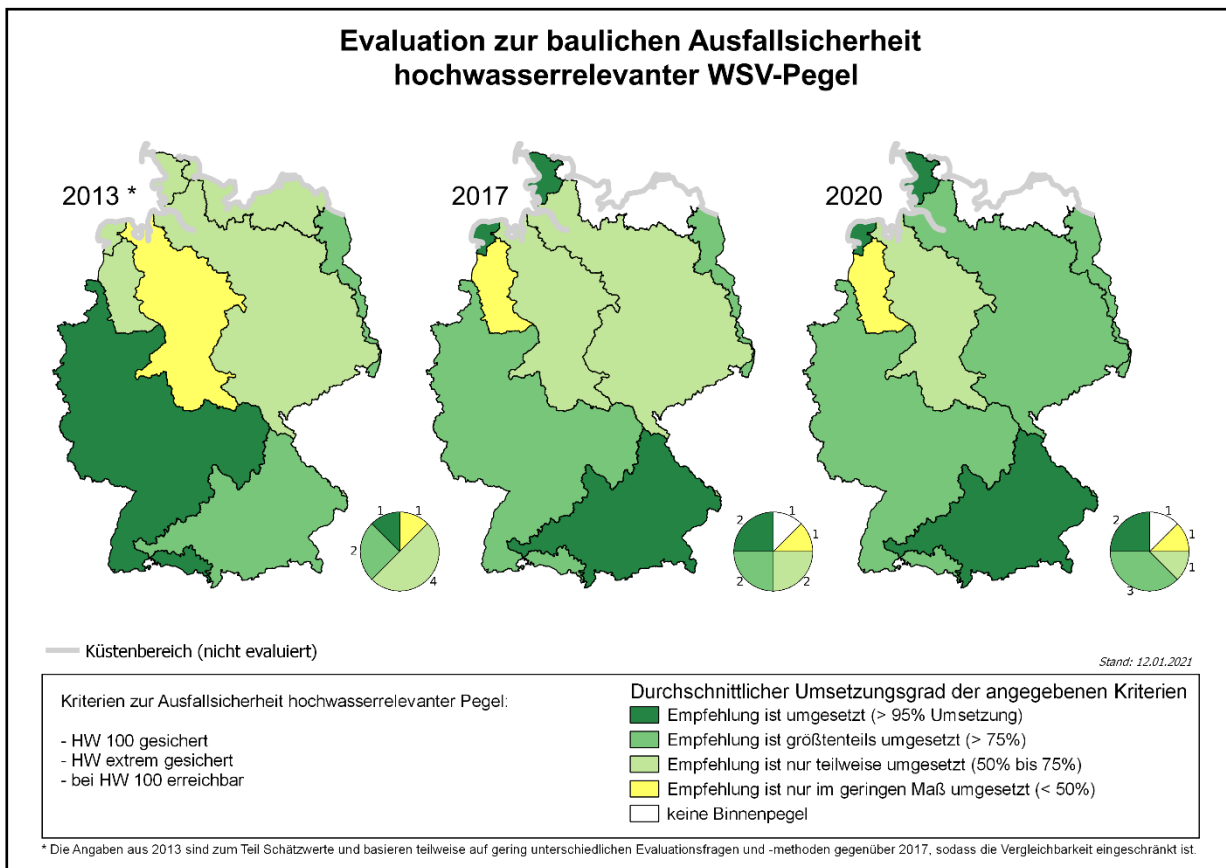 Evaluation zur baulichen Ausfallsicherheit
hochwasserrelevanter WSV-Pegel
2013 *
2017
2020
1
1
2
4
1
2
1
2
2
1
2
1
1
3
Küstenbereich (nicht evaluiert)
Stand: 12.01.2021
Kriterien zur Ausfallsicherheit hochwasserrelevanter Pegel:
- HW 100 gesichert
- HW extrem gesichert
- bei HW 100 erreichbar
Durchschnittlicher Umsetzungsgrad der angegebenen Kriterien
Empfehlung ist umgesetzt (> 95% Umsetzung)
Empfehlung ist größtenteils umgesetzt (> 75%)
Empfehlung ist nur teilweise umgesetzt (50% bis 75%)
Empfehlung ist nur im geringen Maß umgesetzt (< 50%)
keine Binnenpegel
* Die Angaben aus 2013 sind zum Teil Schätzwerte und basieren teilweise auf gering unterschiedlichen Evaluationsfragen und -methoden gegenüber 2017, sodass die Vergleichbarkeit eingeschränkt ist.